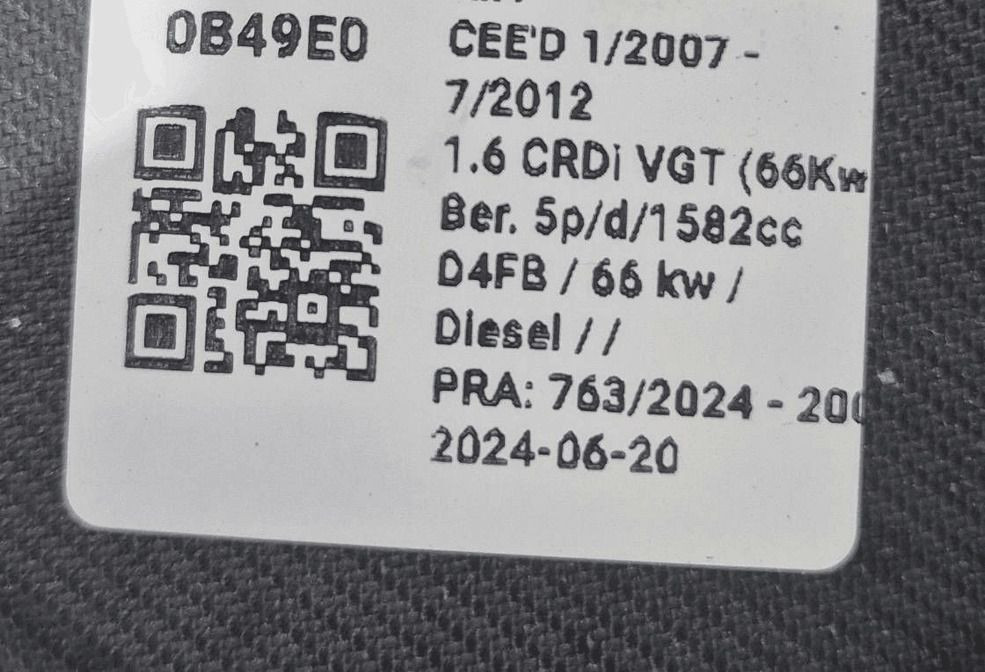 0B49E0
CEE'D 1/2007 -
7/2012
1.6 CRDi VGT (66Kw
Ber. 5p/d/1582cc
D4FB / 66 kw /
Diesel / /
PRA: 763/2024 - 200
2024-06-20